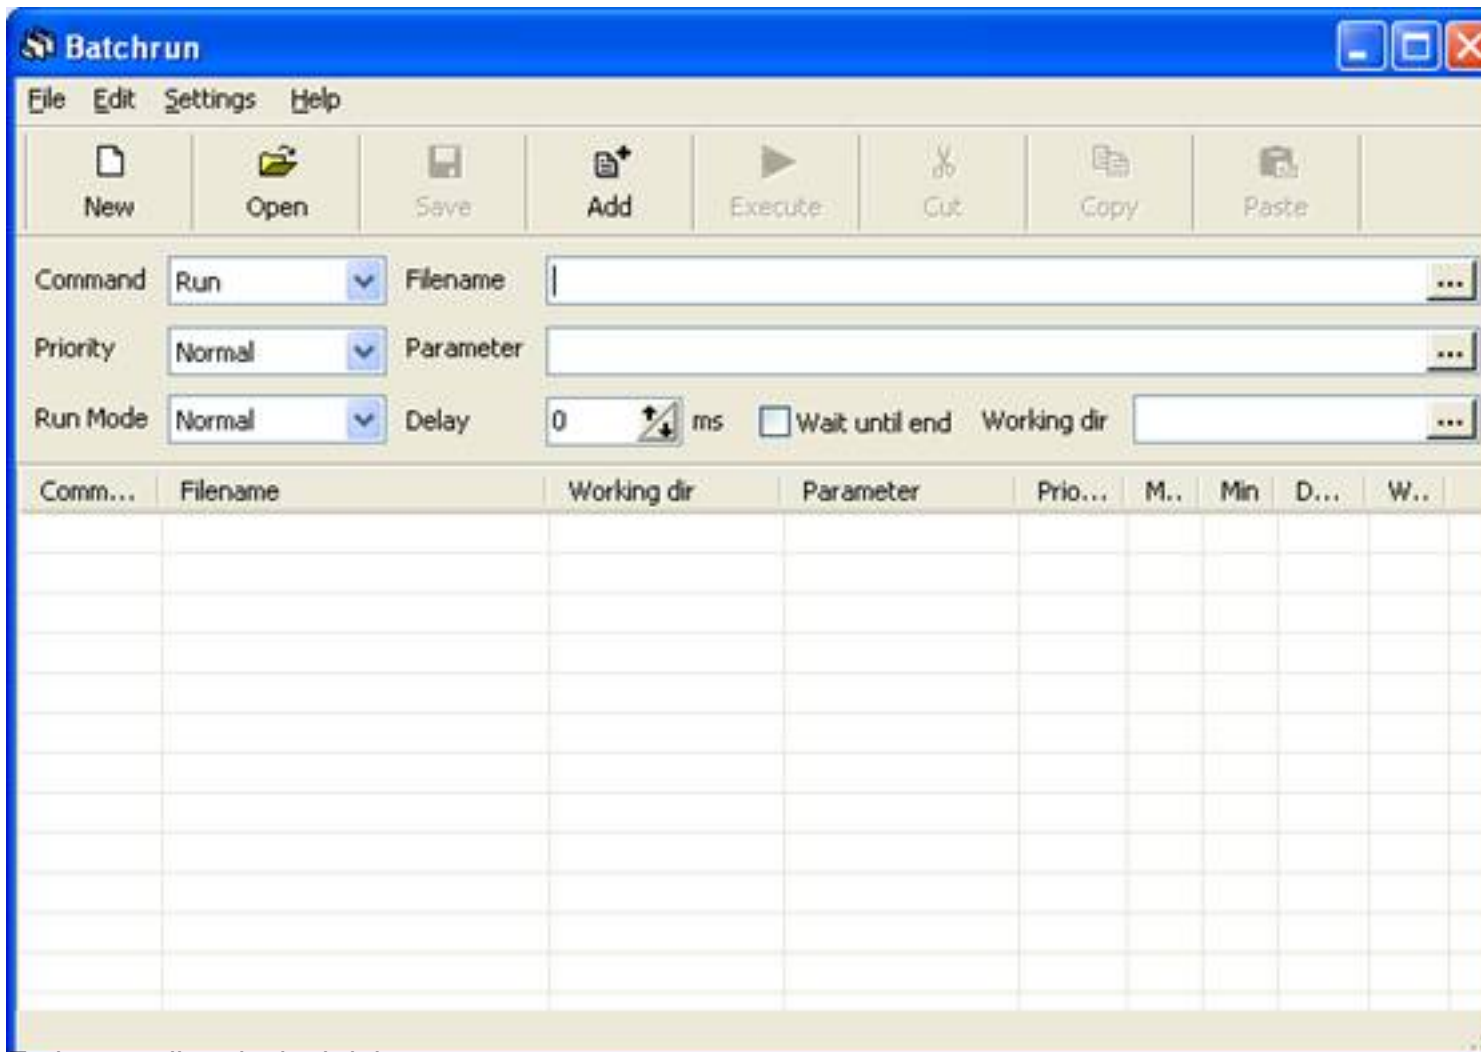 Batchrun
File Edit Settings Help
New Open Save Add Execute Cut Copy Paste
Command Run Filename ...
Priority Normal Parameter ...
Run Mode Normal Delay 0 ms Wait until end Working dir ...
Comm... Filename Working dir Parameter Prio... M.. Min D... W..